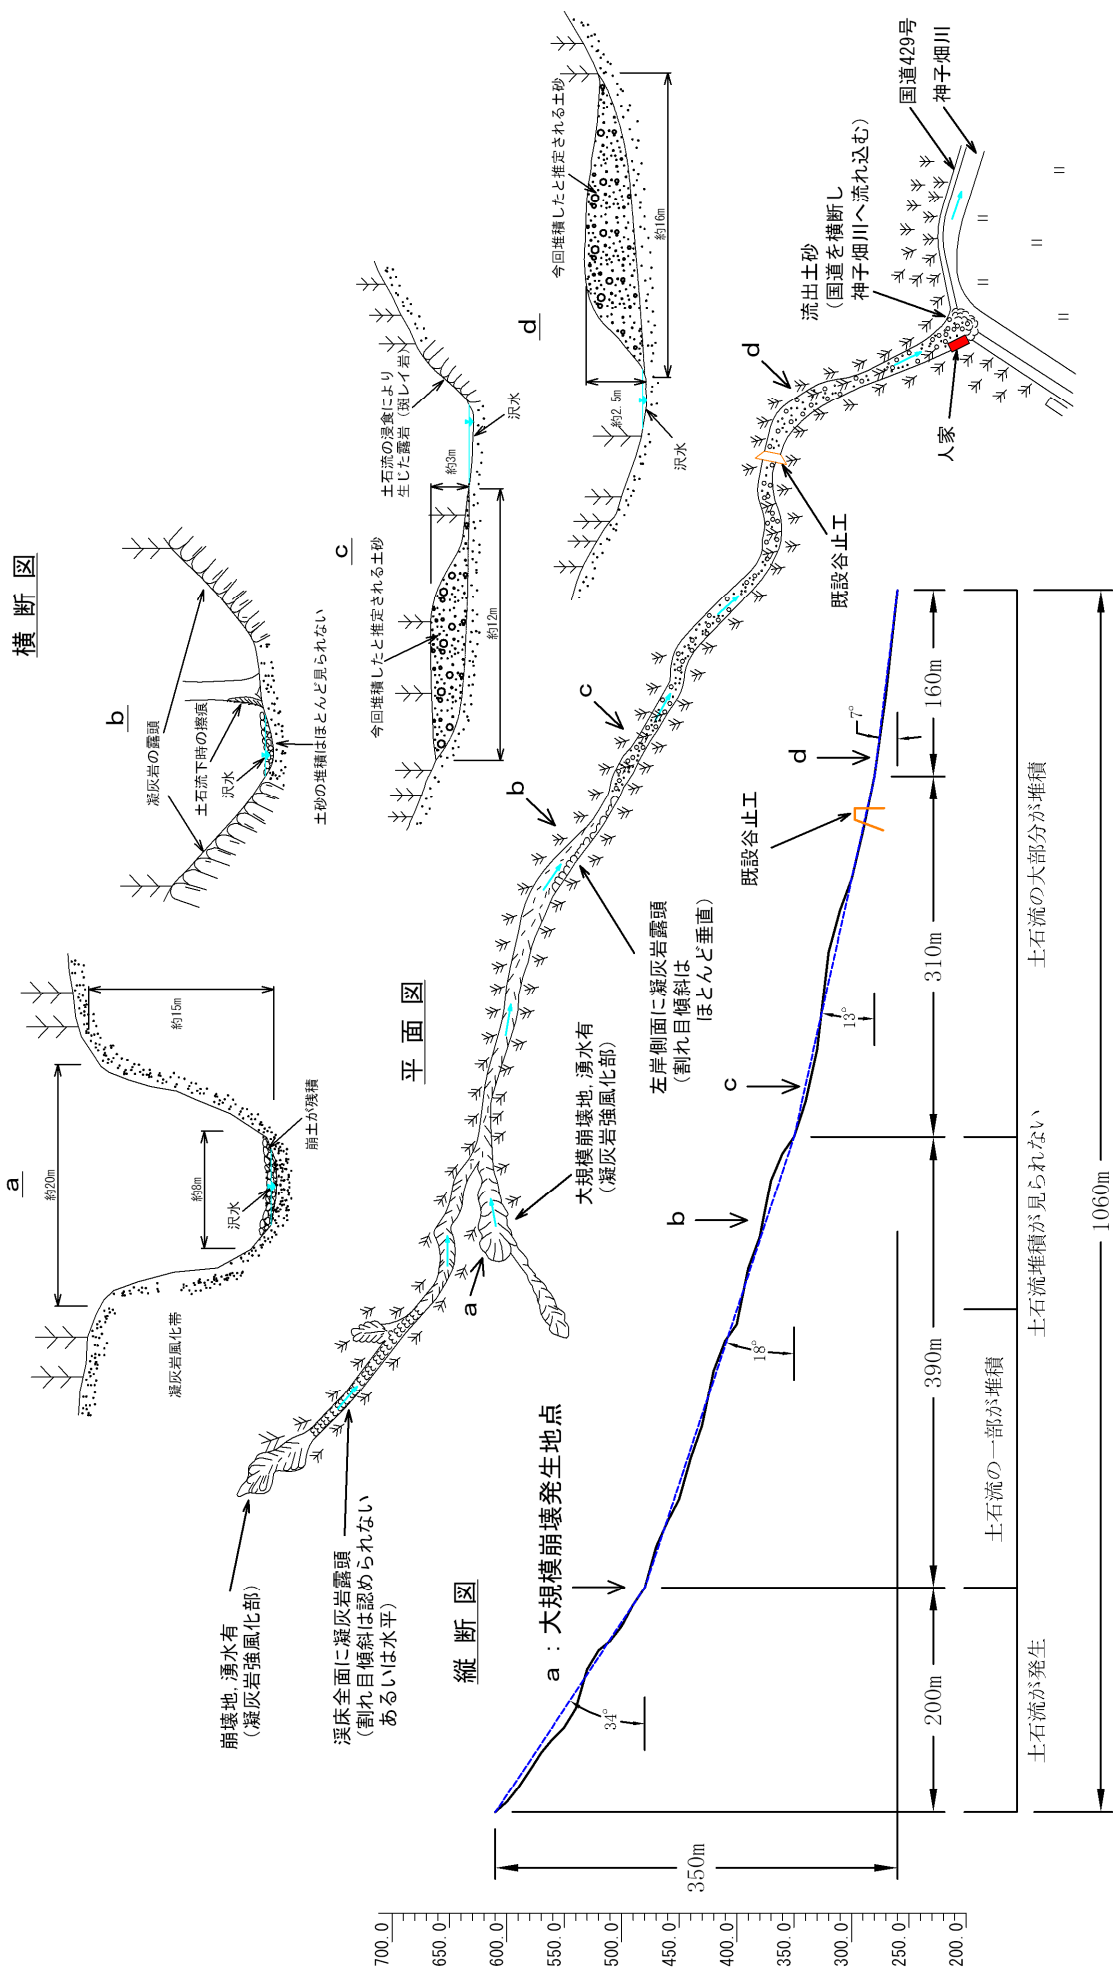 横断図
a
約20m
約15m
約8m
沢水
崩土が残積
凝灰岩風化帯
b
凝灰岩の露頭
土石流下時の擦痕
沢水
土砂の堆積はほとんど見られない
c
今回堆積したと推定される土砂
土石流の浸食により
生じた露岩（斑レイ岩）
約3m
約12m
沢水
d
今回堆積したと推定される土砂
約16m
約2.5m
沢水
平面図
崩壊地,湧水有
（凝灰岩強風化部）
渓床全面に凝灰岩露頭
（割れ目傾斜は認められない
あるいは水平）
a
大規模崩壊地,湧水有
（凝灰岩強風化部）
b
左岸側面に凝灰岩露頭
（割れ目傾斜は
ほとんど垂直）
c
既設谷止工
d
流出土砂
（国道を横断し
神子畑川へ流れ込む）
人家
国道429号
神子畑川
縦断図
a：大規模崩壊発生地点
b
c
d
既設谷止工
34°
18°
13°
7°
700.0
650.0
600.0
550.0
500.0
450.0
400.0
350.0
300.0
250.0
200.0
350m
200m
390m
310m
160m
土石流が発生
土石流の一部が堆積
土石流堆積が見られない
土石流の大部分が堆積
1060m